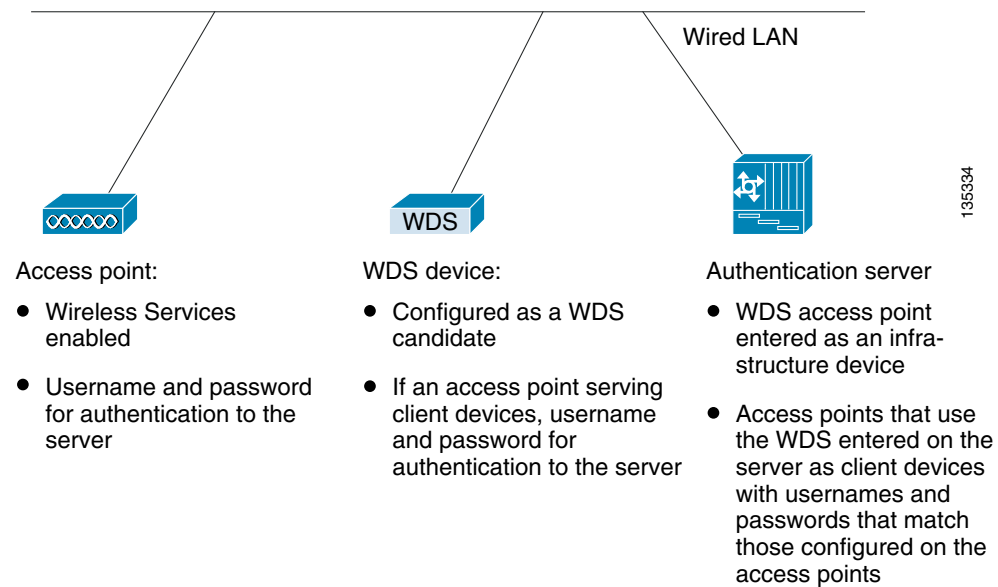 Wired LAN
135334
WDS
Access point:
● Wireless Services
enabled
● Username and password
for authentication to the
server
WDS device:
● Configured as a WDS
candidate
● If an access point serving
client devices, username
and password for
authentication to the server
Authentication server
● WDS access point
entered as an infra-
structure device
● Access points that use
the WDS entered on the
server as client devices
with usernames and
passwords that match
those configured on the
access points